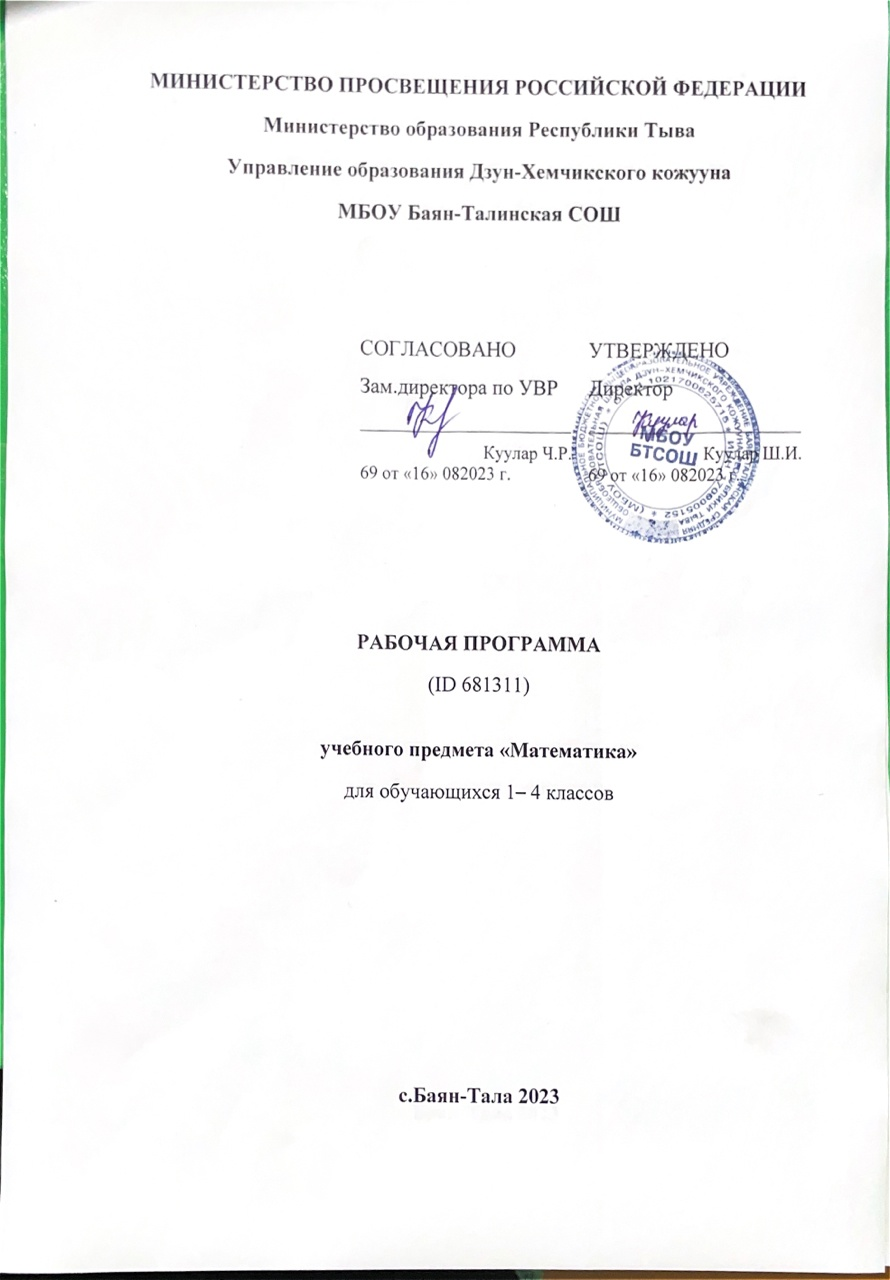 МИНИСТЕРСТВО ПРОСВЕЩЕНИЯ РОССИЙСКОЙ ФЕДЕРАЦИИ
Министерство образования Республики Тыва
Управление образования Дзун-Хемчикского кожууна
МБОУ Баян-Талинская СОШ
СОГЛАСОВАНО
Зам.директора по УВР
Куулар Ч.Р.
69 от «16» 082023 г.
УТВЕРЖДЕНО
Директор
Куулар
МБОУ
БТСОШ
Куулар Ш.И.
69 от «16» 082023 г.
РАБОЧАЯ ПРОГРАММА
(ID 681311)
учебного предмета «Математика»
для обучающихся 1– 4 классов
с.Баян-Тала 2023